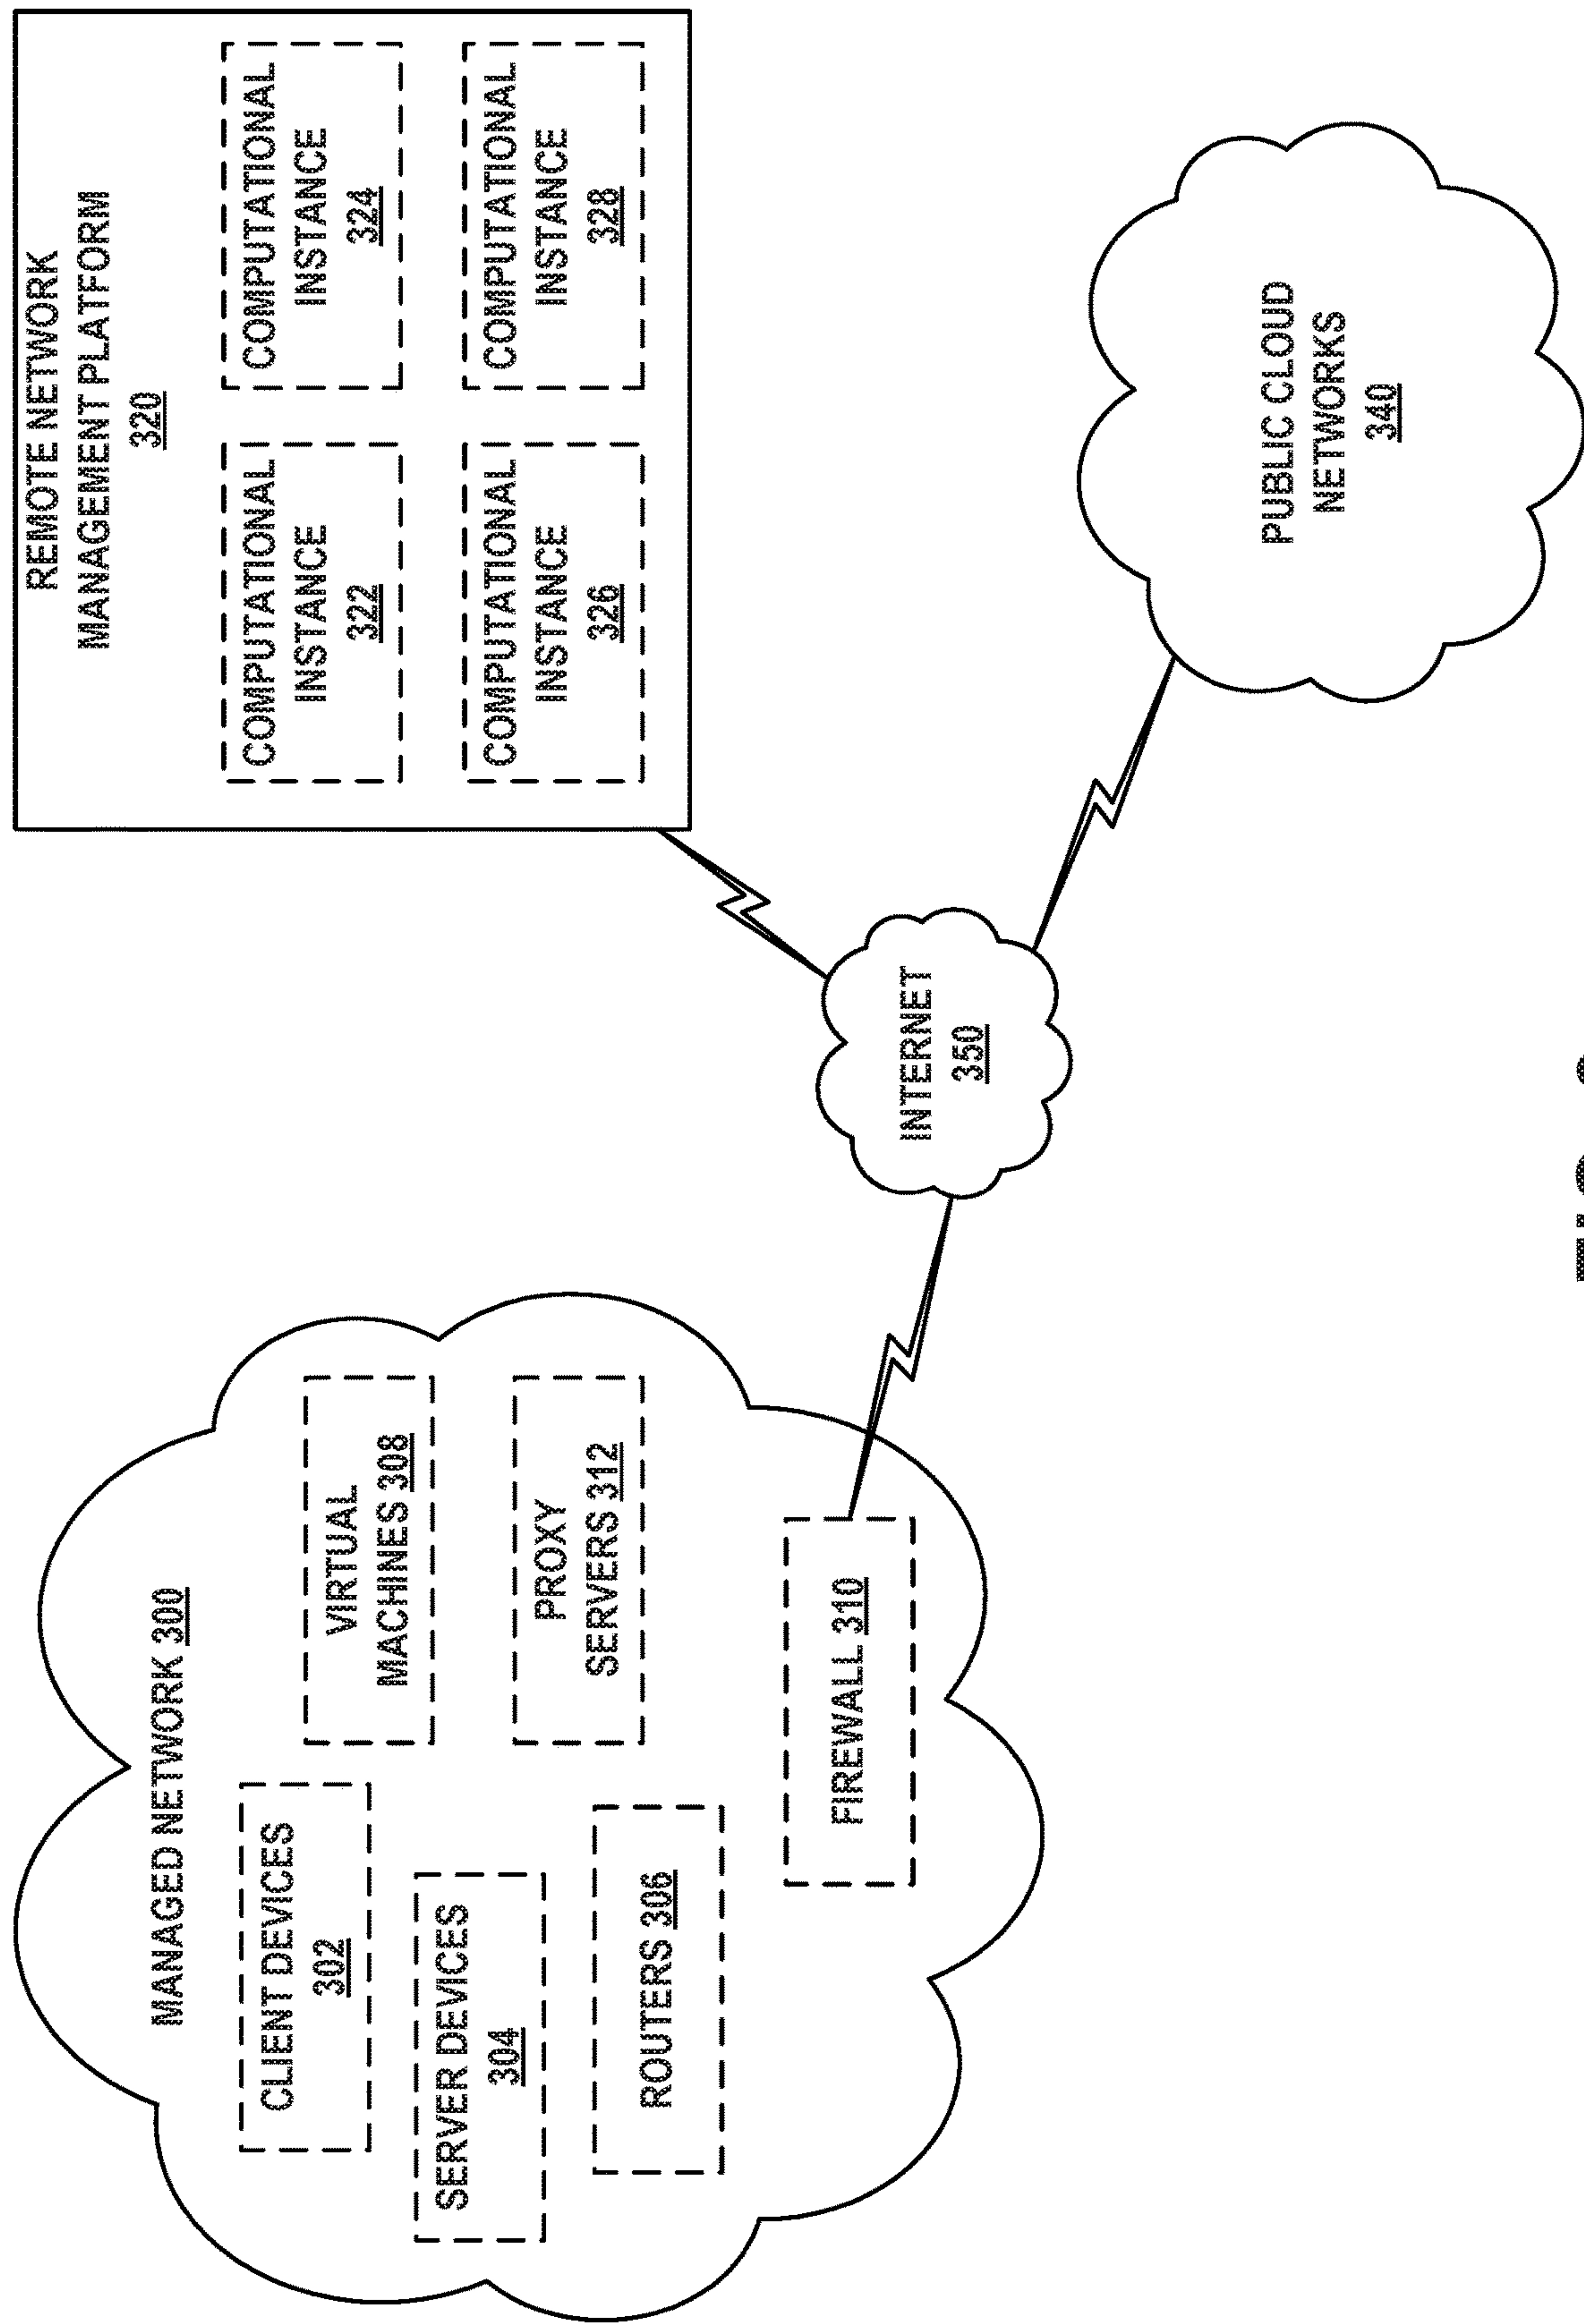 MANAGED NETWORK 300
CLIENT DEVICES
302
VIRTUAL
MACHINES 308
SERVER DEVICES
304
PROXY
SERVERS 312
ROUTERS 306
FIREWALL 310
INTERNET
350
REMOTE NETWORK
MANAGEMENT PLATFORM
320
COMPUTATIONAL
INSTANCE
322
COMPUTATIONAL
INSTANCE
324
COMPUTATIONAL
INSTANCE
326
COMPUTATIONAL
INSTANCE
328
PUBLIC CLOUD
NETWORKS
340